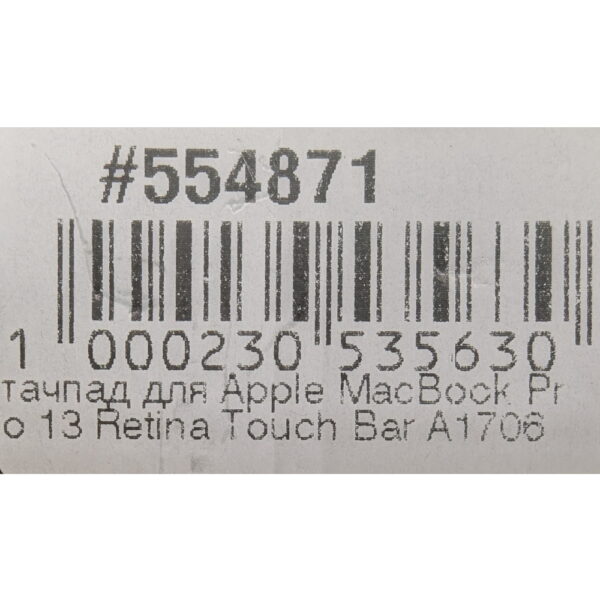 #554871
1 000230 535630
тачпад для Apple MacBook Pr
o 13 Retina Touch Bar A1706